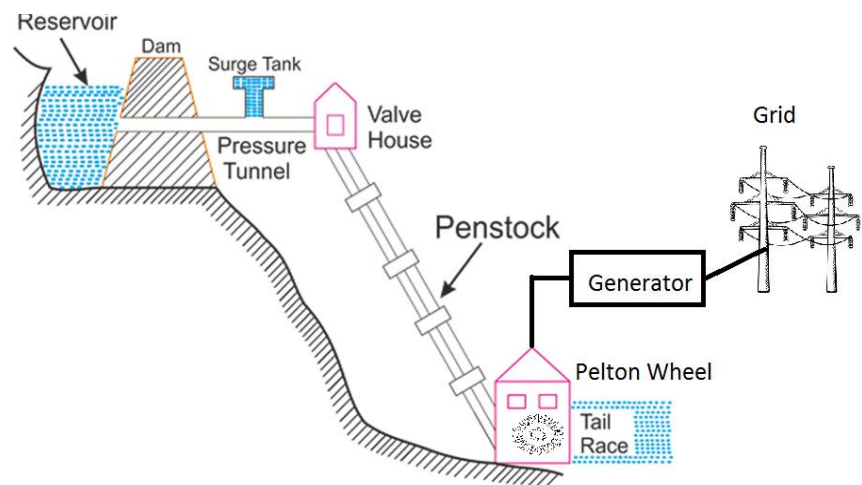 Reservoir
Dam
Surge Tank
Valve
House
Pressure
Tunnel
Grid
Penstock
Generator
Pelton Wheel
Tail
Race